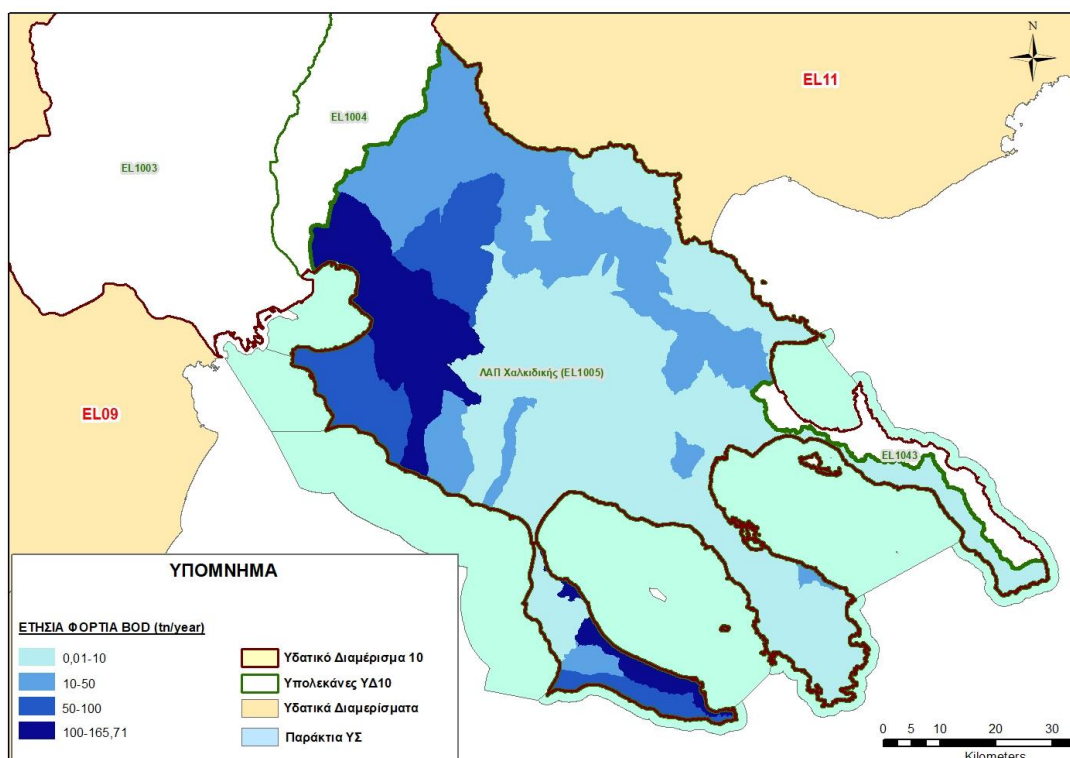 EL11
EL1004
EL1003
ΛΑΠ Χαλκιδικής (EL1005)
EL09
EL1043
ΥΠΟΜΝΗΜΑ
ΕΤΗΣΙΑ ΦΟΡΤΙΑ BOD (tn/year)
0,01-10
10-50
50-100
100-165,71
Υδατικό Διαμέρισμα 10
Υπολεκάνες ΥΔ10
Υδατικά Διαμερίσματα
Παράκτια ΥΣ
0 5 10 20 30
Kilometers